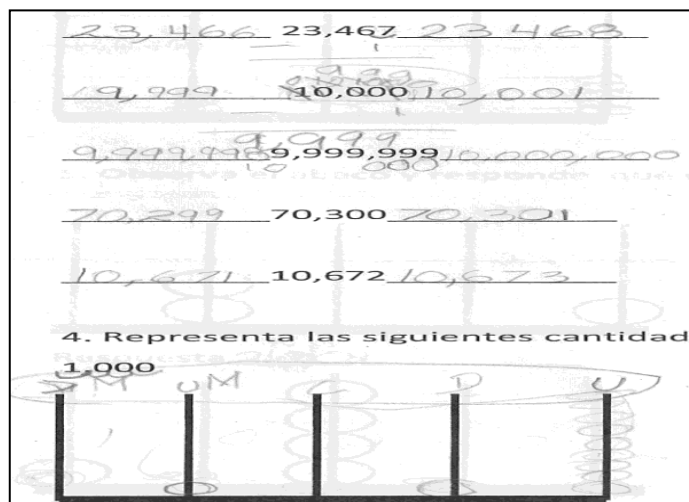 23,466 23,467 23468
9,999 10,000 10,001
9,999,998 9,999,999 10,000,000
70,299 70,300 70,301
10,671 10,672 10,673
4. Representa las siguientes cantidad
1,000
DM UM C D U